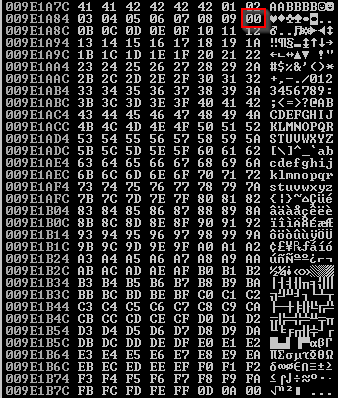 009E1A7C 41 41 42 42 42 42 01 02 AABBBB☺☻
009E1A84 03 04 05 06 07 08 09 00 ♥♦♣♠•◘.
009E1A8C 0B 0C 0D 0E 0F 10 11 12 ♂..♫☼►◄↕
009E1A94 13 14 15 16 17 18 19 1A ‼¶§▬↨↑↓→
009E1A9C 1B 1C 1D 1E 1F 20 21 22 ←∟↔▲▼ !"
009E1AA4 23 24 25 26 27 28 29 2A #$%&'()*
009E1AAC 2B 2C 2D 2E 2F 30 31 32 +,-./012
009E1AB4 33 34 35 36 37 38 39 3A 3456789:
009E1ABC 3B 3C 3D 3E 3F 40 41 42 ;<=>?@AB
009E1AC4 43 44 45 46 47 48 49 4A CDEFGHIJ
009E1ACC 4B 4C 4D 4E 4F 50 51 52 KLMNOPQR
009E1AD4 53 54 55 56 57 58 59 5A STUVWXYZ
009E1ADC 5B 5C 5D 5E 5F 60 61 62 [\]^_`ab
009E1AE4 63 64 65 66 67 68 69 6A cdefghij
009E1AEC 6B 6C 6D 6E 6F 70 71 72 klmnopqr
009E1AF4 73 74 75 76 77 78 79 7A stuvwxyz
009E1AFC 7B 7C 7D 7E 7F 80 81 82 {|}~⌂Çüé
009E1B04 83 84 85 86 87 88 89 8A âäàåçêëè
009E1B0C 8B 8C 8D 8E 8F 90 91 92 ïîìÄÅÉæÆ
009E1B14 93 94 95 96 97 98 99 9A ôöòûùÿÖÜ
009E1B1C 9B 9C 9D 9E 9F A0 A1 A2 ¢£¥₧ƒáíó
009E1B24 A3 A4 A5 A6 A7 A8 A9 AA úñÑªº¿⌐¬
009E1B2C AB AC AD AE AF B0 B1 B2 ½¼¡«»░▒▓
009E1B34 B3 B4 B5 B6 B7 B8 B9 BA │┤╡╢╖╕╣║
009E1B3C BB BC BD BE BF C0 C1 C2 ╗╝╜╛┐└┴┬
009E1B44 C3 C4 C5 C6 C7 C8 C9 CA ├─┼╞╟╚╔╩
009E1B4C CB CC CD CE CF D0 D1 D2 ╦╠═╬╧╨╤╥
009E1B54 D3 D4 D5 D6 D7 D8 D9 DA ╙╘╒╓╫╪┘┌
009E1B5C DB DC DD DE DF E0 E1 E2 █▄▌▐▀αßΓ
009E1B64 E3 E4 E5 E6 E7 E8 E9 EA πΣσµτΦΘΩ
009E1B6C EB EC ED EE EF F0 F1 F2 δ∞φε∩≡±≥
009E1B74 F3 F4 F5 F6 F7 F8 F9 FA ≤⌠⌡÷≈°∙·
009E1B7C FB FC FD FE FF 0D 0A 00 √ⁿ²■ ...